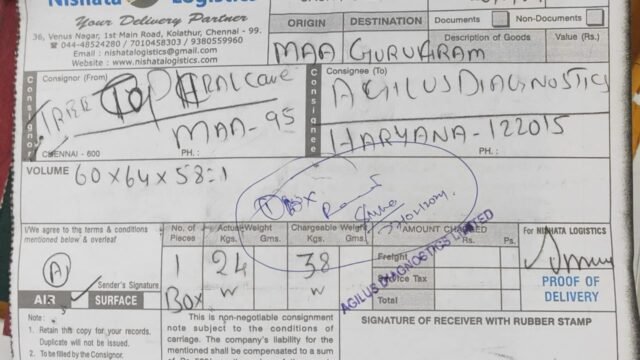 Nishata Logistics
Your Delivery Partner
36, Venus Nagar, 1st Main Road, Kolathur, Chennai - 99.
☎ 044-48524280 / 7010458303 / 9380559960
Email : nishatalogistics@gmail.com
Website : www.nishatalogistics.com
ORIGIN DESTINATION
Documents Non-Documents
Description of Goods Value (Rs.)
MAA GURUGRAM
Consignor
Consignor (From)
CHENNAI - 600 PH. :
MAA-95
Consignee (To)
AGILUS DIAGNOSTICS
HARYANA-122015
PH. :
VOLUME
60x64x58=1
① Box
I/We agree to the terms & conditions
mentioned below & overleaf
Sender's Signature
AIR ✓ SURFACE
No. of Pieces
Actual Weight
Kgs. Gms.
Chargeable Weight
Kgs. Gms.
AMOUNT CHARGED
Rs. Ps.
1 24 38
Box
Freight
Service Tax
Total
AGILUS DIAGNOSTICS LIMITED
For NISHATA LOGISTICS
PROOF OF
DELIVERY
SIGNATURE OF RECEIVER WITH RUBBER STAMP
Note :
1. Retain this copy for your records.
Duplicate will not be issued.
2. To be filled by the Consignor.
This is non-negotiable consignment
note subject to the conditions of
carriage. The company's liability for
the mentioned shall be compensated to a